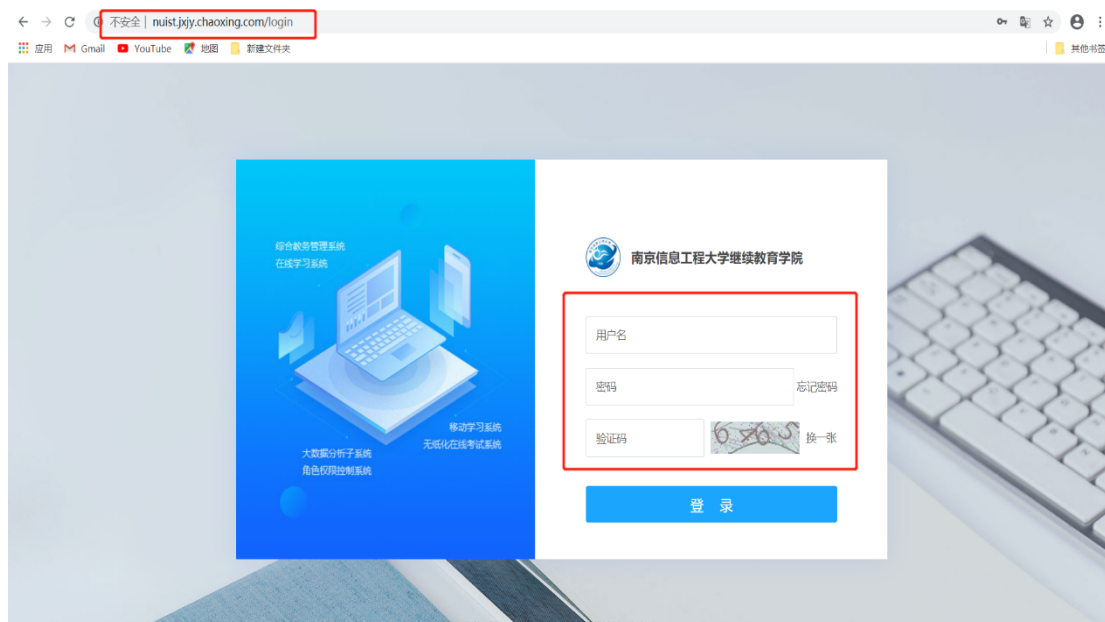 不安全 | nuist.jxjy.chaoxing.com/login
应用 Gmail YouTube 地图 新建文件夹 其他书签
综合教务管理系统
在线学习系统
移动学习系统
无纸化在线考试系统
大数据分析子系统
角色权限控制系统
南京信息工程大学继续教育学院
用户名
密码 忘记密码
验证码 6765 换一张
登 录